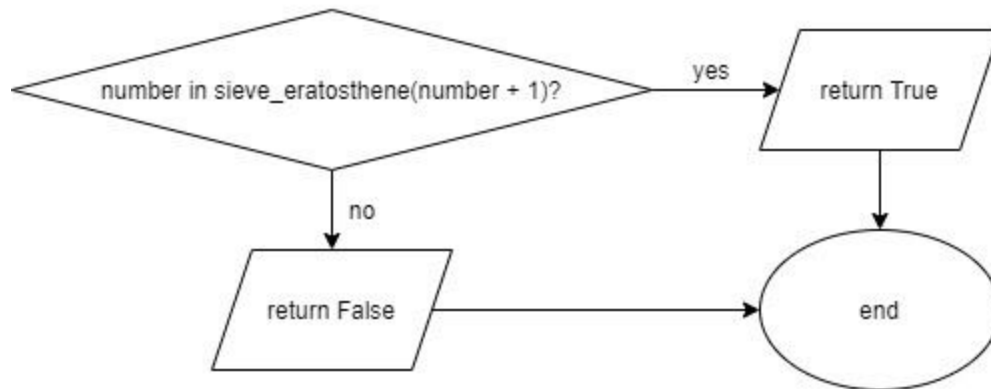 number in sieve_eratosthene(number + 1)?
yes
return True
no
return False
end